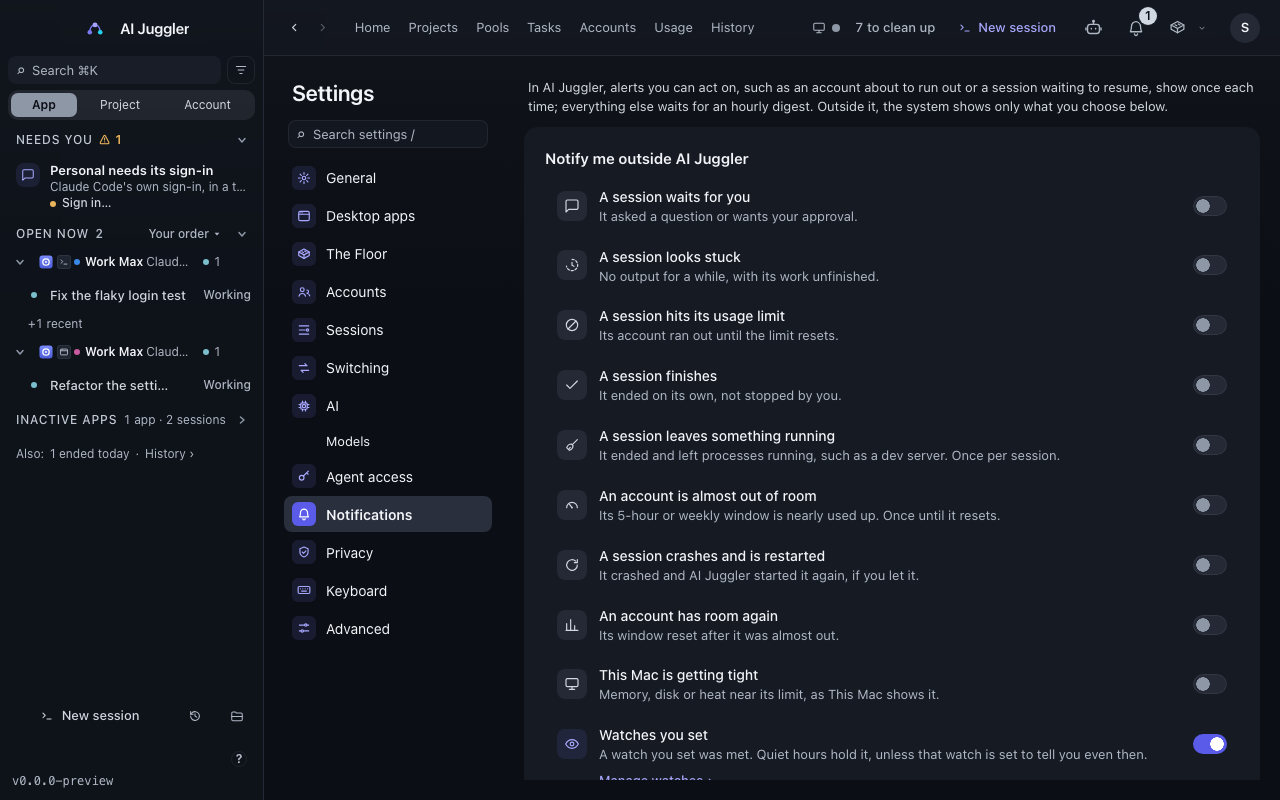 AI Juggler
Search ⌘K
App Project Account
NEEDS YOU 1
Personal needs its sign-in
Claude Code's own sign-in, in a t...
Sign in...
OPEN NOW 2 Your order
Work Max Claud... 1
Fix the flaky login test Working
+1 recent
Work Max Claud... 1
Refactor the setti... Working
INACTIVE APPS 1 app · 2 sessions
Also: 1 ended today · History ›
New session
?
v0.0.0-preview
Home Projects Pools Tasks Accounts Usage History
7 to clean up
New session
1
S
Settings
Search settings /
General
Desktop apps
The Floor
Accounts
Sessions
Switching
AI
Models
Agent access
Notifications
Privacy
Keyboard
Advanced
In AI Juggler, alerts you can act on, such as an account about to run out or a session waiting to resume, show once each
time; everything else waits for an hourly digest. Outside it, the system shows only what you choose below.
Notify me outside AI Juggler
A session waits for you
It asked a question or wants your approval.
A session looks stuck
No output for a while, with its work unfinished.
A session hits its usage limit
Its account ran out until the limit resets.
A session finishes
It ended on its own, not stopped by you.
A session leaves something running
It ended and left processes running, such as a dev server. Once per session.
An account is almost out of room
Its 5-hour or weekly window is nearly used up. Once until it resets.
A session crashes and is restarted
It crashed and AI Juggler started it again, if you let it.
An account has room again
Its window reset after it was almost out.
This Mac is getting tight
Memory, disk or heat near its limit, as This Mac shows it.
Watches you set
A watch you set was met. Quiet hours hold it, unless that watch is set to tell you even then.
Manage watches ›